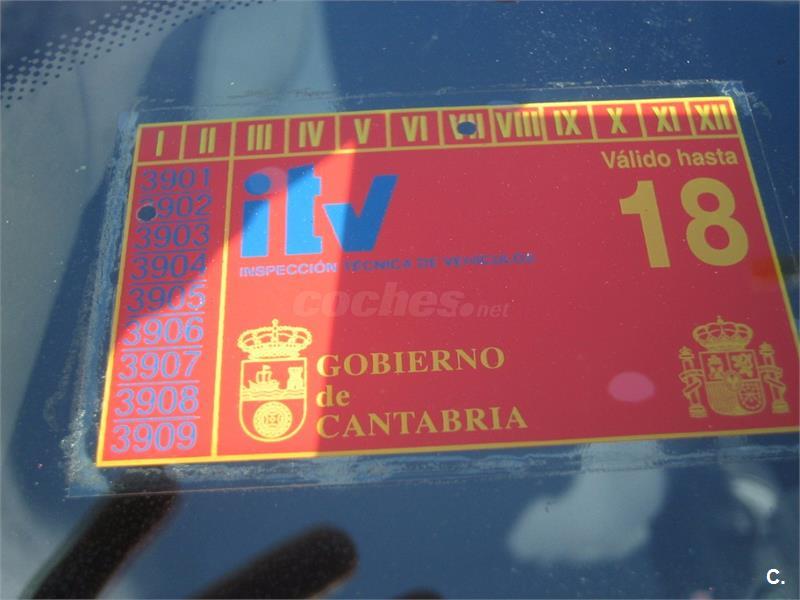 I II III IV V VI VII VIII IX X XI XII
Válido hasta
18
3901
3902
3903
3904
3905
3906
3907
3908
3909
itv
INSPECCIÓN TÉCNICA DE VEHÍCULOS
coches.net
GOBIERNO
de
CANTABRIA
C.